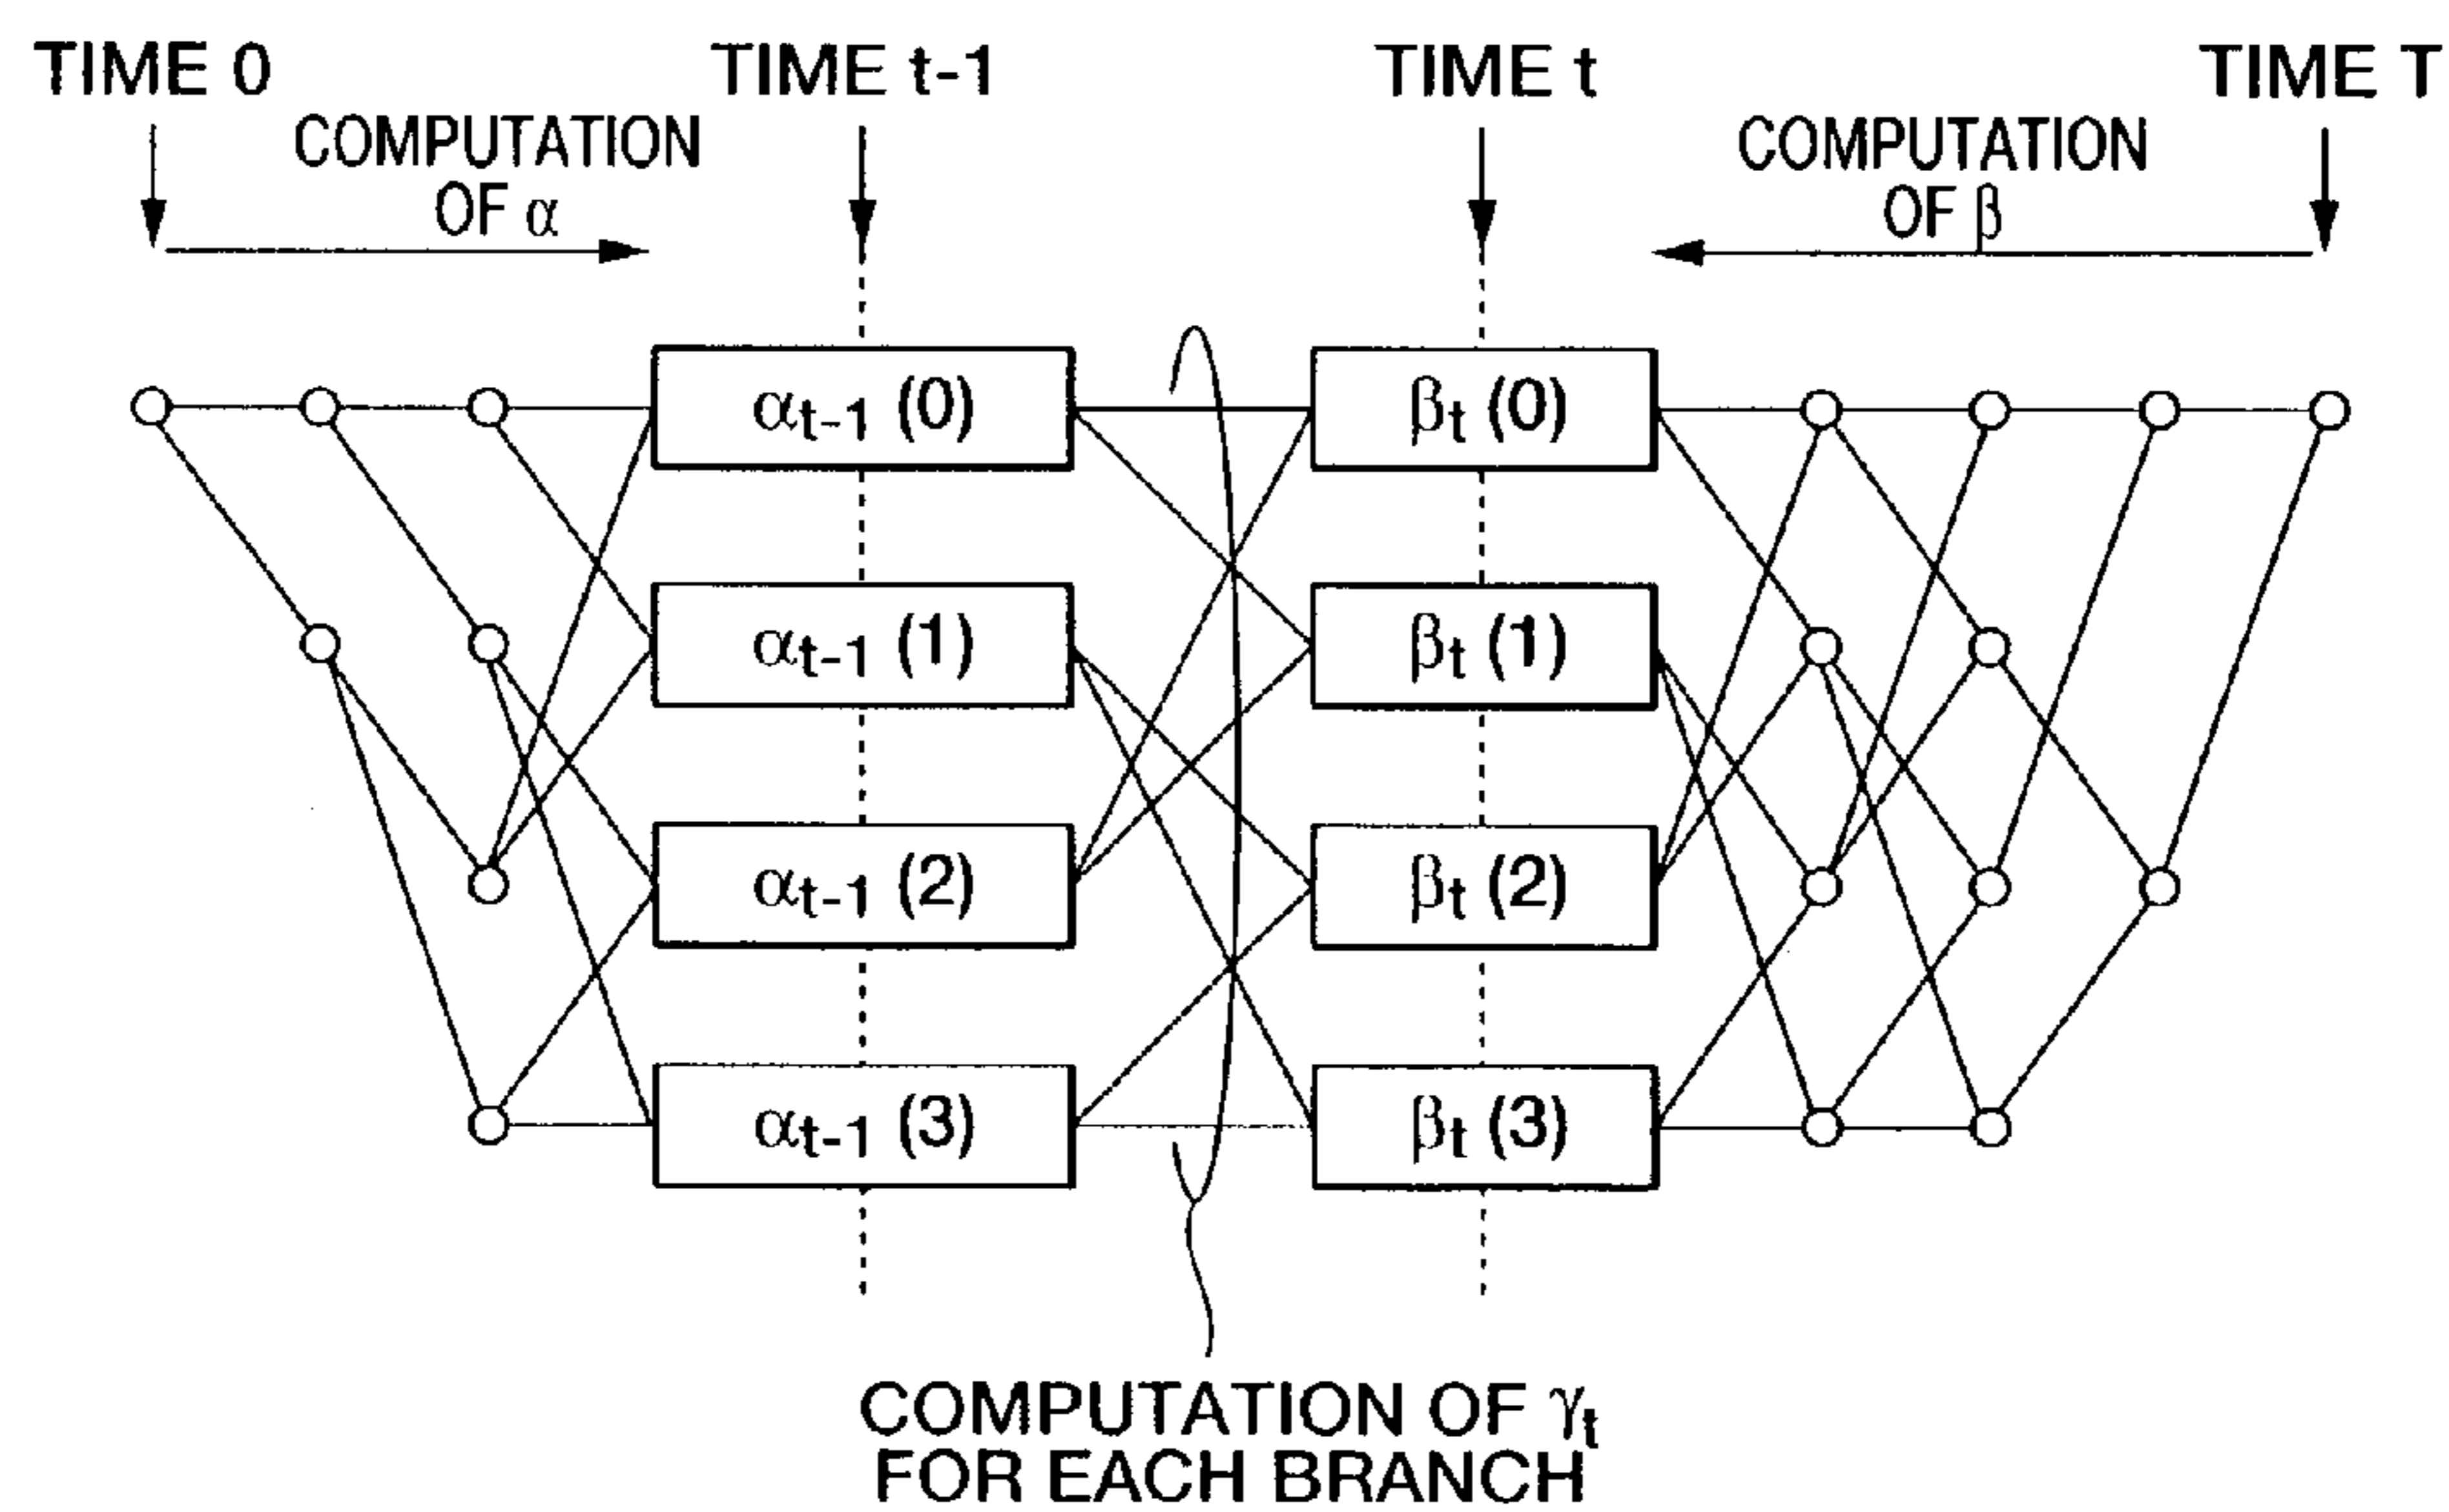 TIME 0 TIME t-1 TIME t TIME T
COMPUTATION
OF α
COMPUTATION
OF β
αt-1 (0) βt (0)
αt-1 (1) βt (1)
αt-1 (2) βt (2)
αt-1 (3) βt (3)
COMPUTATION OF γt
FOR EACH BRANCH